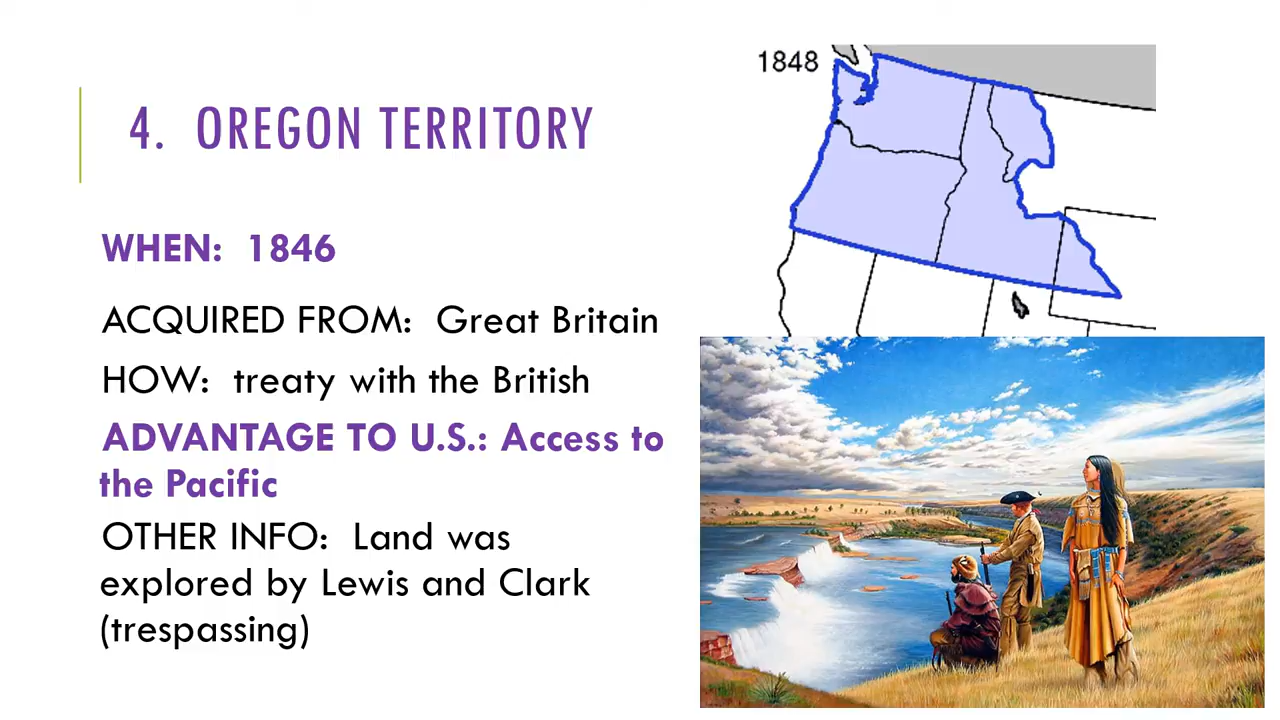 4. OREGON TERRITORY
WHEN: 1846
ACQUIRED FROM: Great Britain
HOW: treaty with the British
ADVANTAGE TO U.S.: Access to
the Pacific
OTHER INFO: Land was
explored by Lewis and Clark
(trespassing)
1848